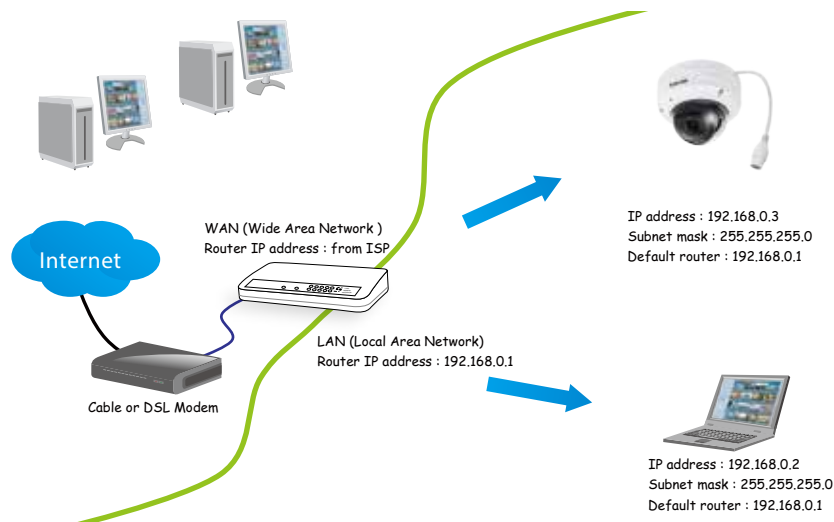 WAN (Wide Area Network )
Router IP address : from ISP
Internet
LAN (Local Area Network)
Router IP address : 192.168.0.1
Cable or DSL Modem
IP address : 192.168.0.3
Subnet mask : 255.255.255.0
Default router : 192.168.0.1
IP address : 192.168.0.2
Subnet mask : 255.255.255.0
Default router : 192.168.0.1